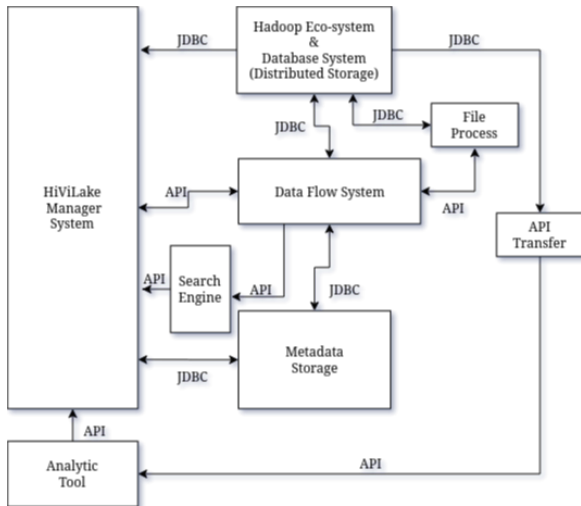 Hadoop Eco-system
&
Database System
(Distributed Storage)
JDBC
JDBC
JDBC
JDBC
File
Process
HiViLake
Manager
System
API
Data Flow System
API
API
Transfer
API
Search
Engine
API
JDBC
Metadata
Storage
JDBC
API
Analytic
Tool
API